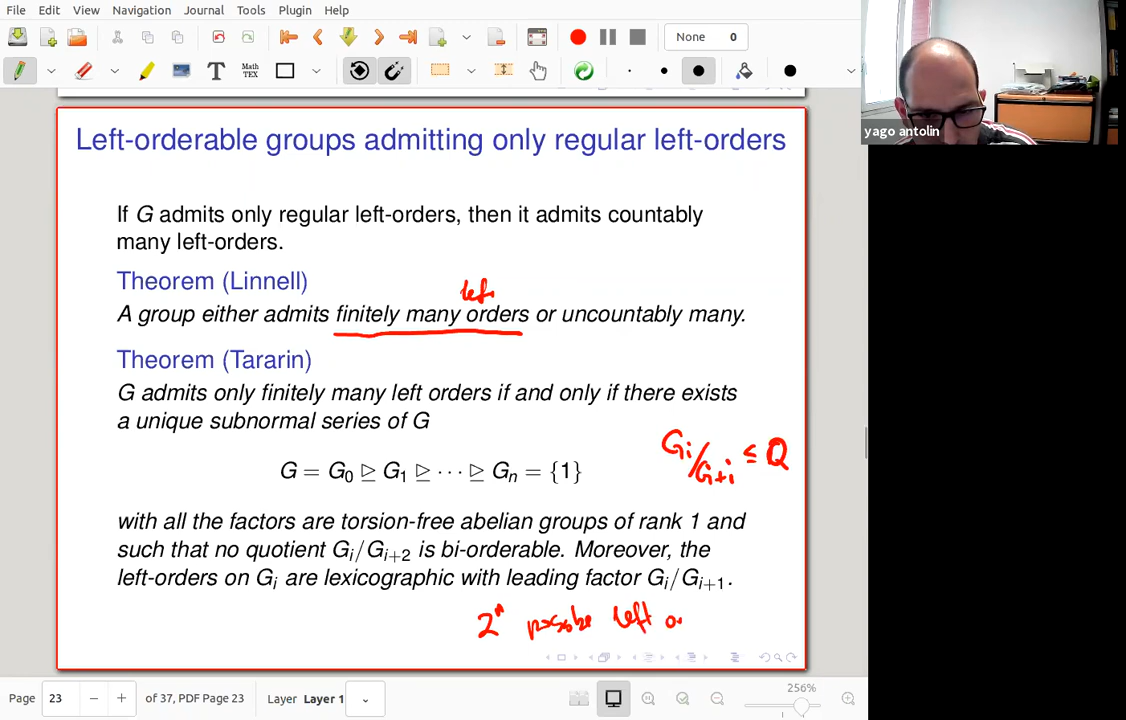 File Edit View Navigation Journal Tools Plugin Help
None 0
MathTEX
yago antolin
Left-orderable groups admitting only regular left-orders
If G admits only regular left-orders, then it admits countably
many left-orders.
Theorem (Linnell)
left
A group either admits finitely many orders or uncountably many.
Theorem (Tararin)
G admits only finitely many left orders if and only if there exists
a unique subnormal series of G
G = G₀ ⊵ G₁ ⊵ ⋯ ⊵ Gₙ = {1}
Gi/Gi+i ≤ Q
with all the factors are torsion-free abelian groups of rank 1 and
such that no quotient Gᵢ/Gᵢ₊₂ is bi-orderable. Moreover, the
left-orders on Gᵢ are lexicographic with leading factor Gᵢ/Gᵢ₊₁.
2ⁿ left
Page 23 of 37, PDF Page 23 Layer Layer 1 256%